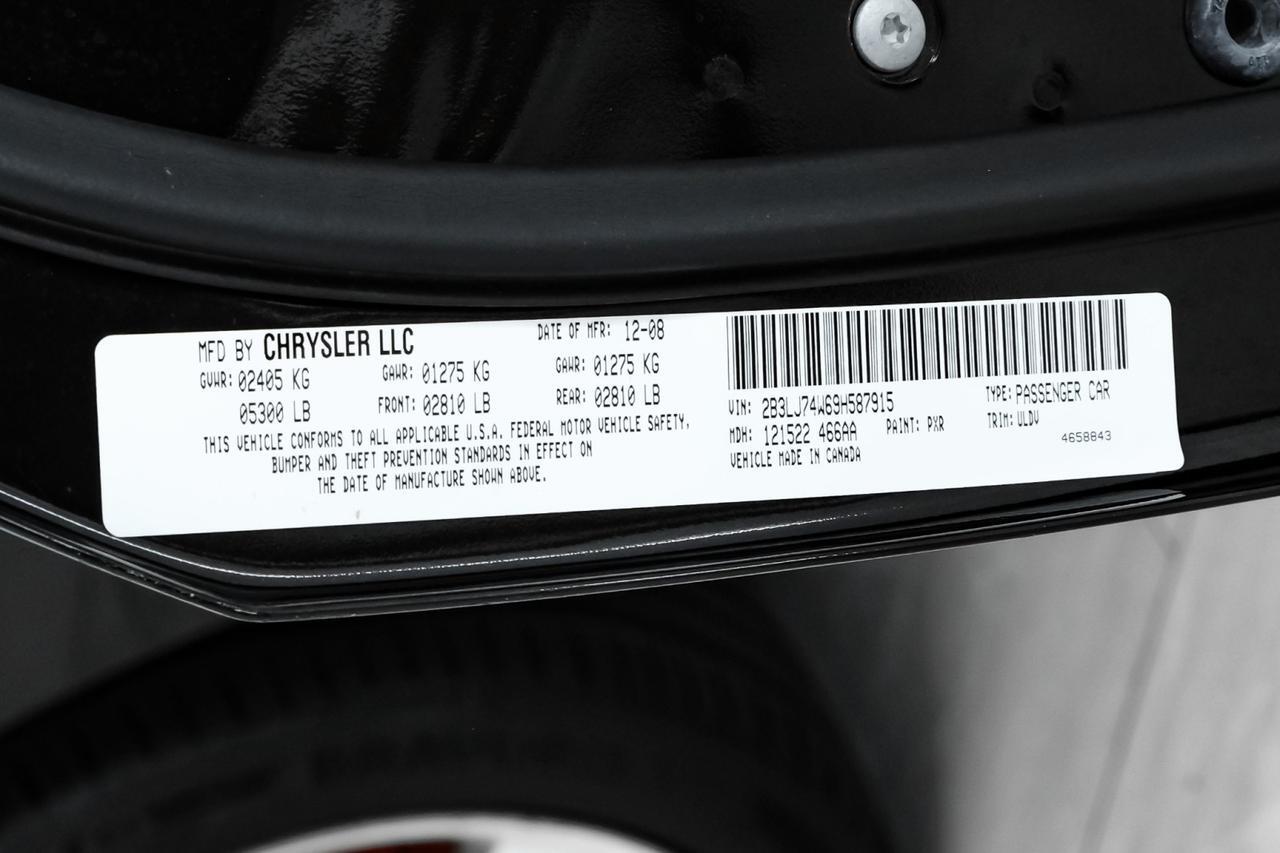 MFD BY CHRYSLER LLC DATE OF MFR: 12-08
GVWR: 02405 KG GAWR: 01275 KG GAWR: 01275 KG
05300 LB FRONT: 02810 LB REAR: 02810 LB
THIS VEHICLE CONFORMS TO ALL APPLICABLE U.S.A. FEDERAL MOTOR VEHICLE SAFETY,
BUMPER AND THEFT PREVENTION STANDARDS IN EFFECT ON
THE DATE OF MANUFACTURE SHOWN ABOVE.
VIN: 2B3LJ74W69H587915 TYPE: PASSENGER CAR
MDH: 121522 466AA PAINT: PXR TRIM: ULDV
VEHICLE MADE IN CANADA 4658843